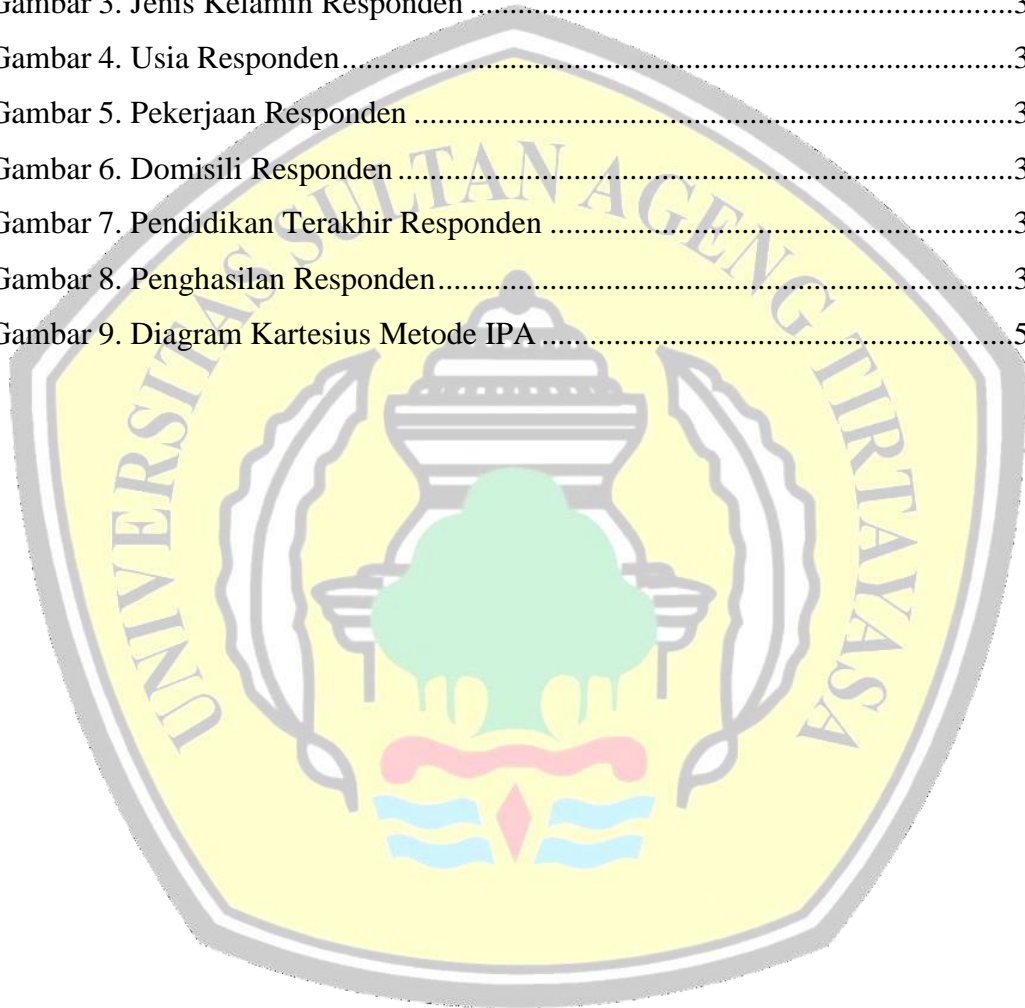 Gambar 3. Jenis Kelamin Responden ........................................................................3
Gambar 4. Usia Responden.......................................................................................3
Gambar 5. Pekerjaan Responden ..............................................................................3
Gambar 6. Domisili Responden ................................................................................3
Gambar 7. Pendidikan Terakhir Responden .............................................................3
Gambar 8. Penghasilan Responden...........................................................................3
Gambar 9. Diagram Kartesius Metode IPA ..............................................................5
UNIVERSITAS SULTAN AGENG TIRTAYASA